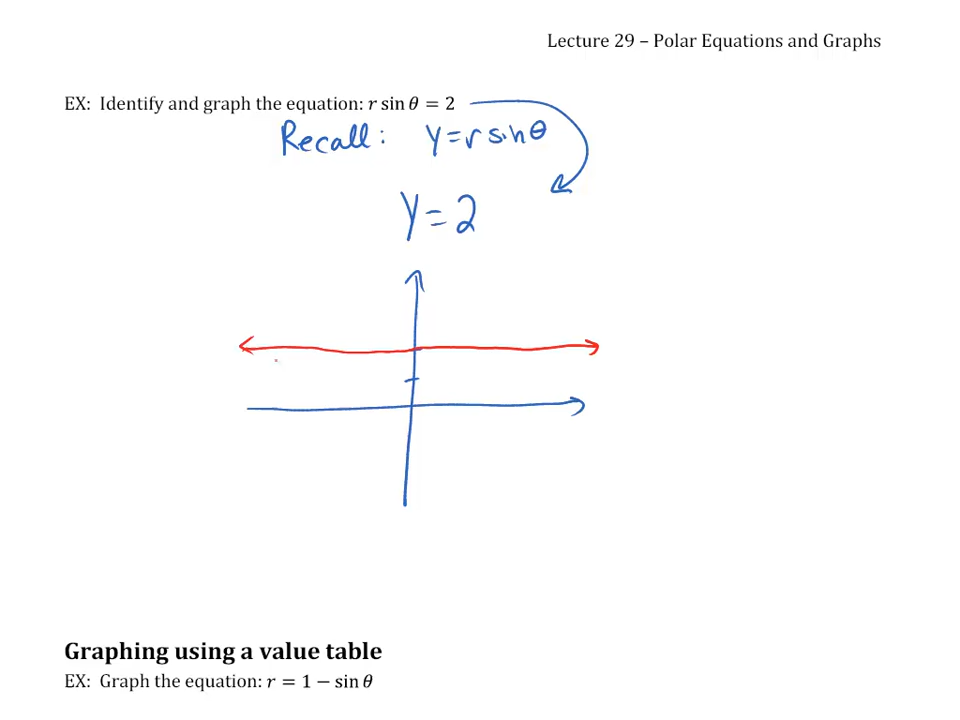 Lecture 29 – Polar Equations and Graphs
EX: Identify and graph the equation: r sin θ = 2
Recall: y = r sin θ
y = 2
Graphing using a value table
EX: Graph the equation: r = 1 − sin θ